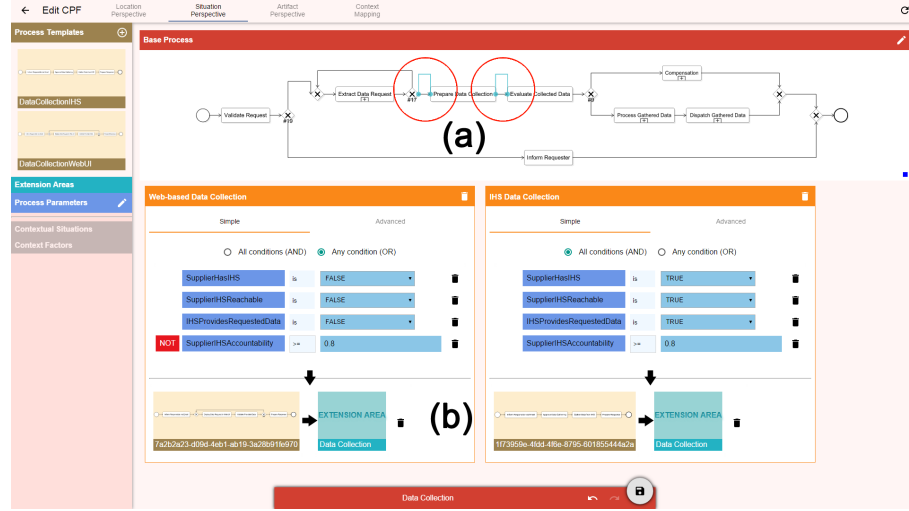 Edit CPF
Location Perspective
Situation Perspective
Artifact Perspective
Context Mapping
Process Templates
DataCollectionIHS
DataCollectionWebUI
Extension Areas
Process Parameters
Contextual Situations
Context Factors
Base Process
Validate Request
#19
Extract Data Request
#17
Prepare Data Collection
Evaluate Collected Data
Compensation
Process Gathered Data
Dispatch Gathered Data
Inform Requester
(a)
Web-based Data Collection
Simple
Advanced
All conditions (AND)
Any condition (OR)
SupplierHasIHS is FALSE
SupplierIHSReachable is FALSE
IHSProvidesRequestedData is FALSE
NOT SupplierIHSAccountability >= 0.8
7a2b2a23-d09d-4eb1-ab19-3a28b91fe970
EXTENSION AREA
Data Collection
(b)
IHS Data Collection
Simple
Advanced
All conditions (AND)
Any condition (OR)
SupplierHasIHS is TRUE
SupplierIHSReachable is TRUE
IHSProvidesRequestedData is TRUE
SupplierIHSAccountability >= 0.8
1f73959e-4fdd-4f6e-8795-601855444a2a
EXTENSION AREA
Data Collection
Data Collection